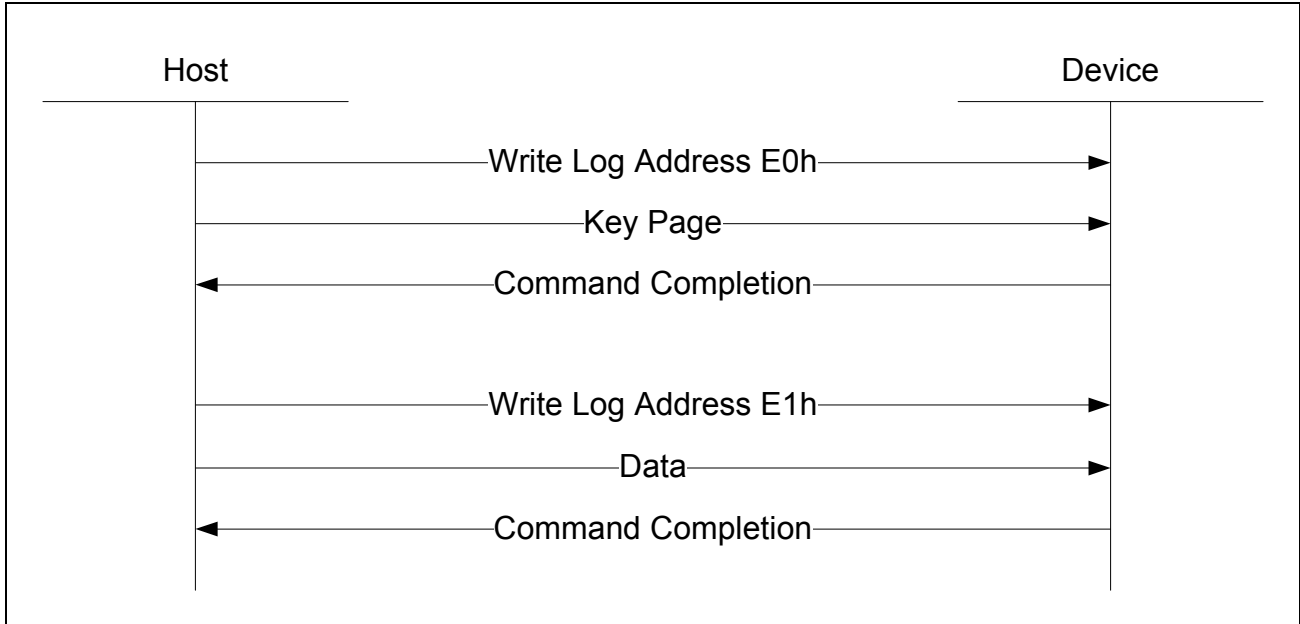 Host
Device
Write Log Address E0h
Key Page
Command Completion
Write Log Address E1h
Data
Command Completion